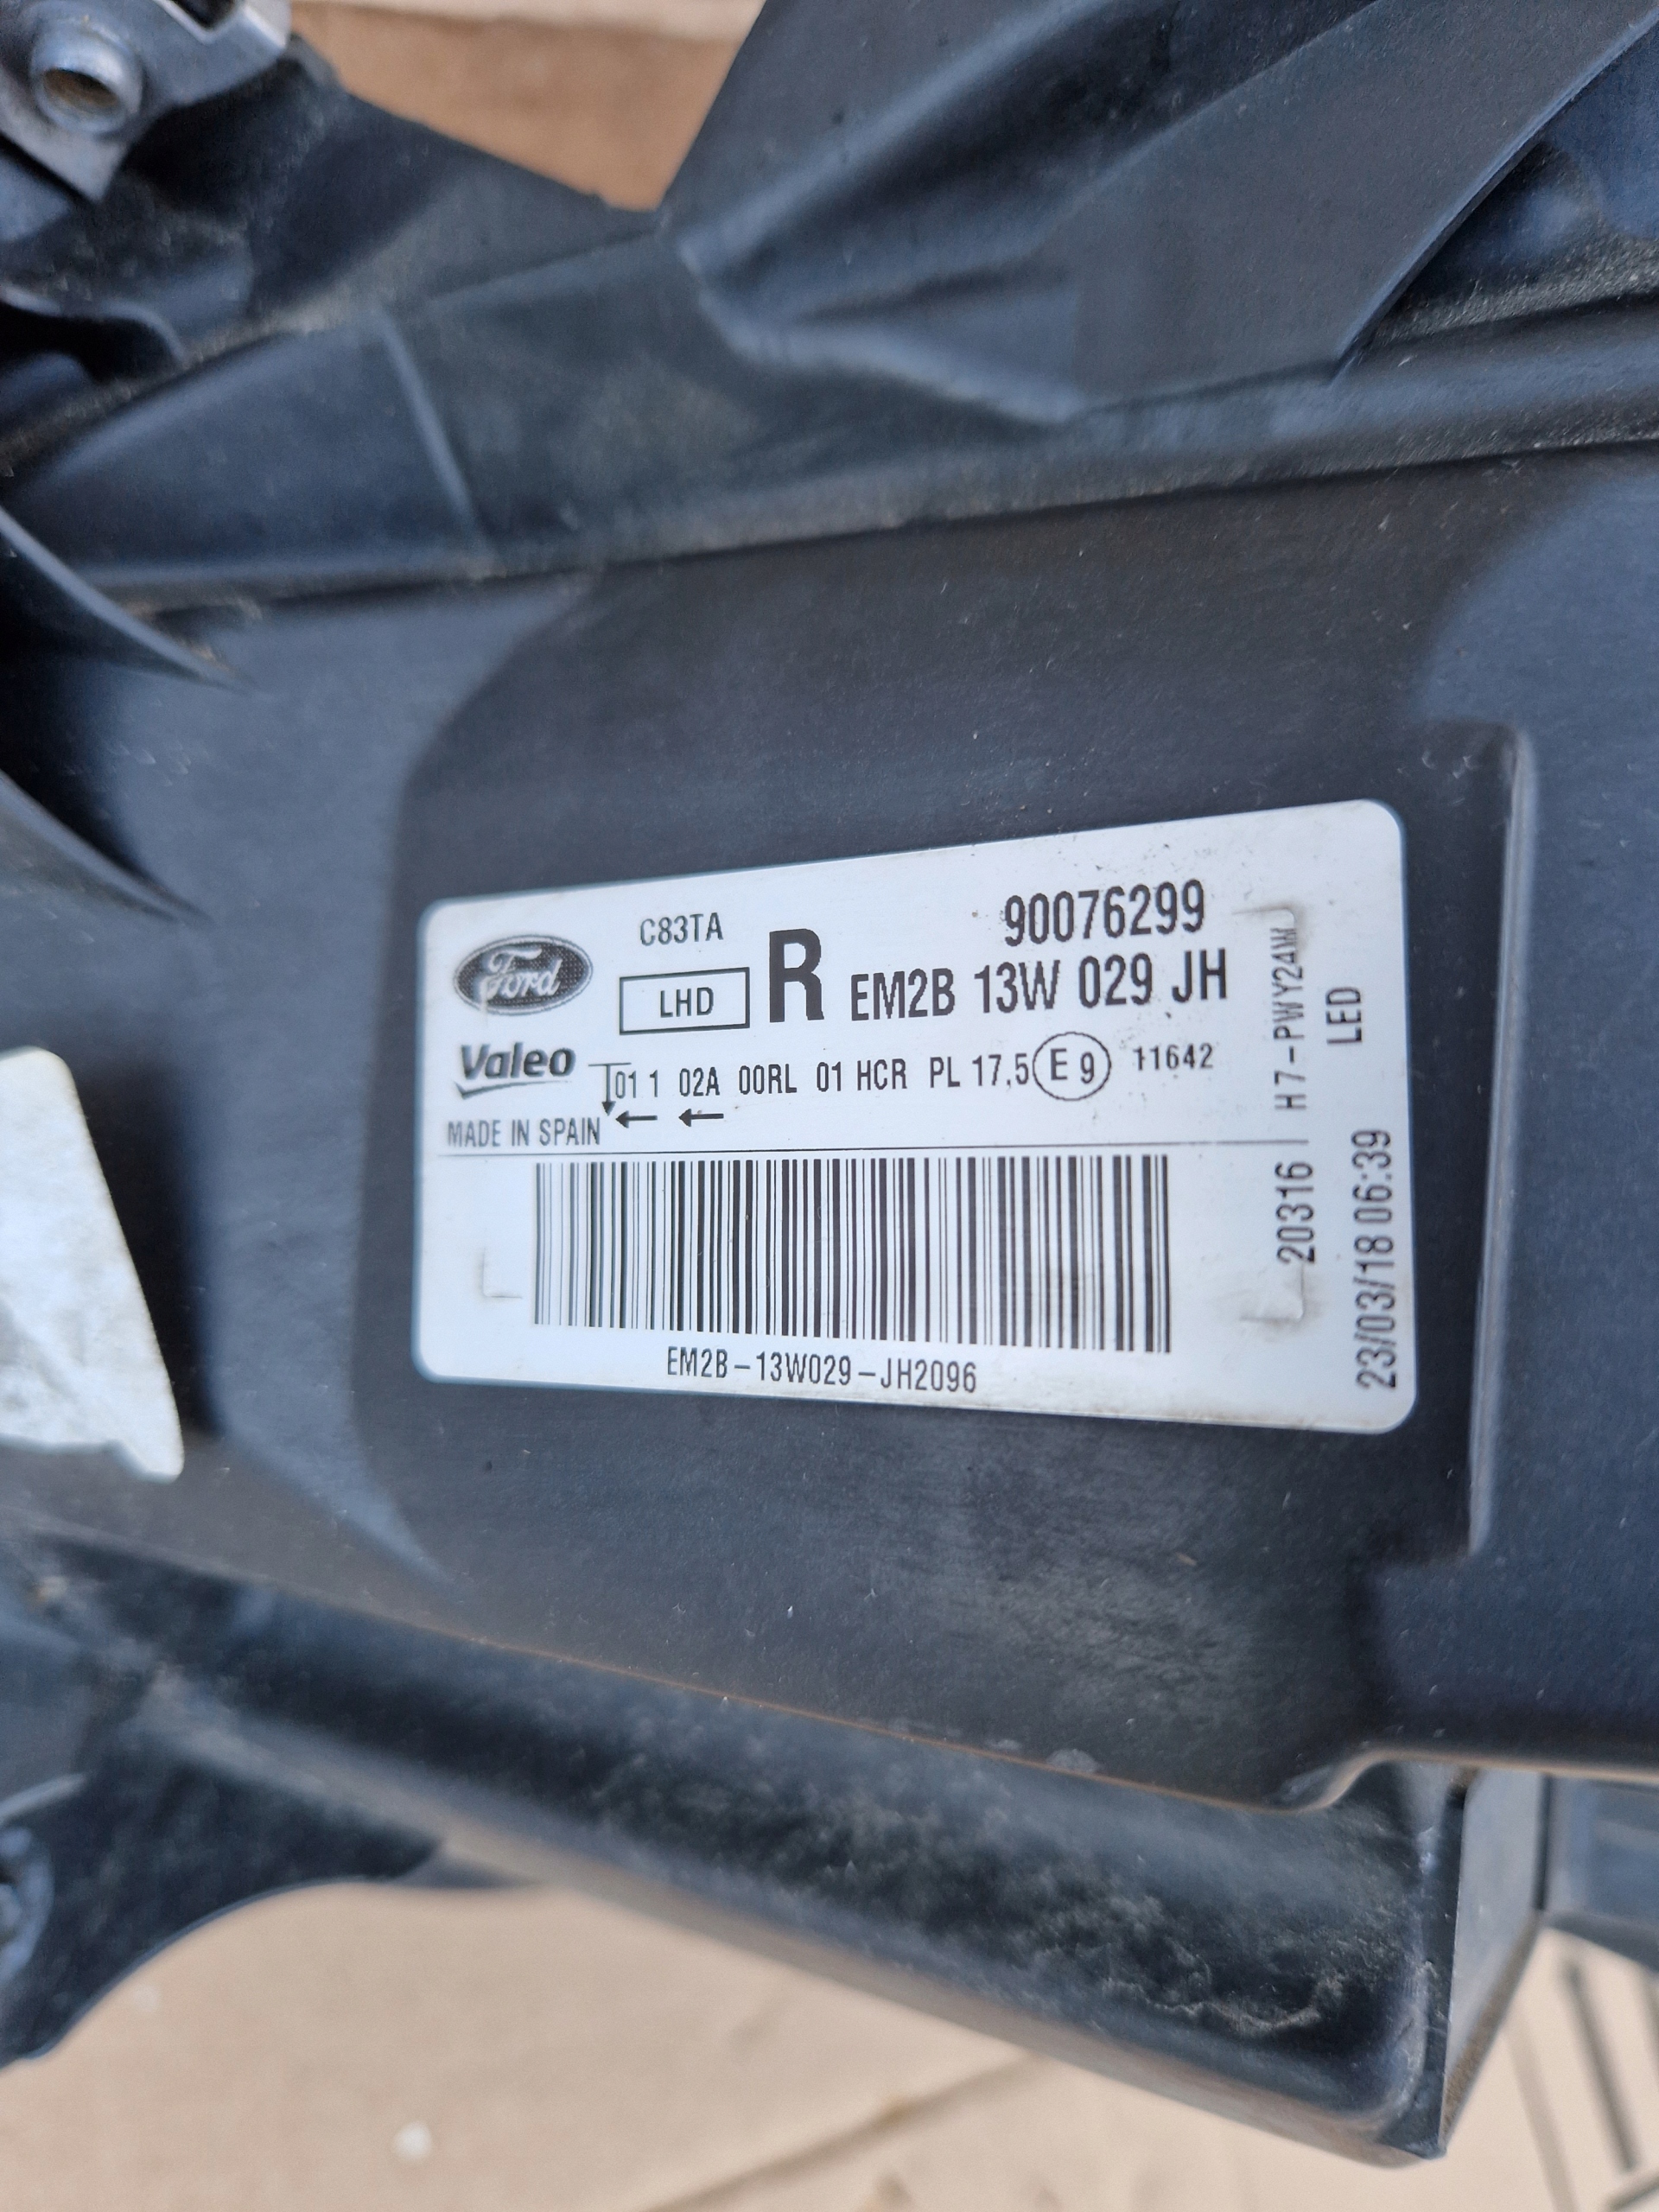 C83TA
Ford
LHD
R
90076299
EM2B 13W 029 JH
Valeo
01 1 02A 00RL 01 HCR PL 17,5 E9 11642
MADE IN SPAIN
EM2B-13W029-JH2096
20316 H7-PWY24W
23/03/18 06:39 LED